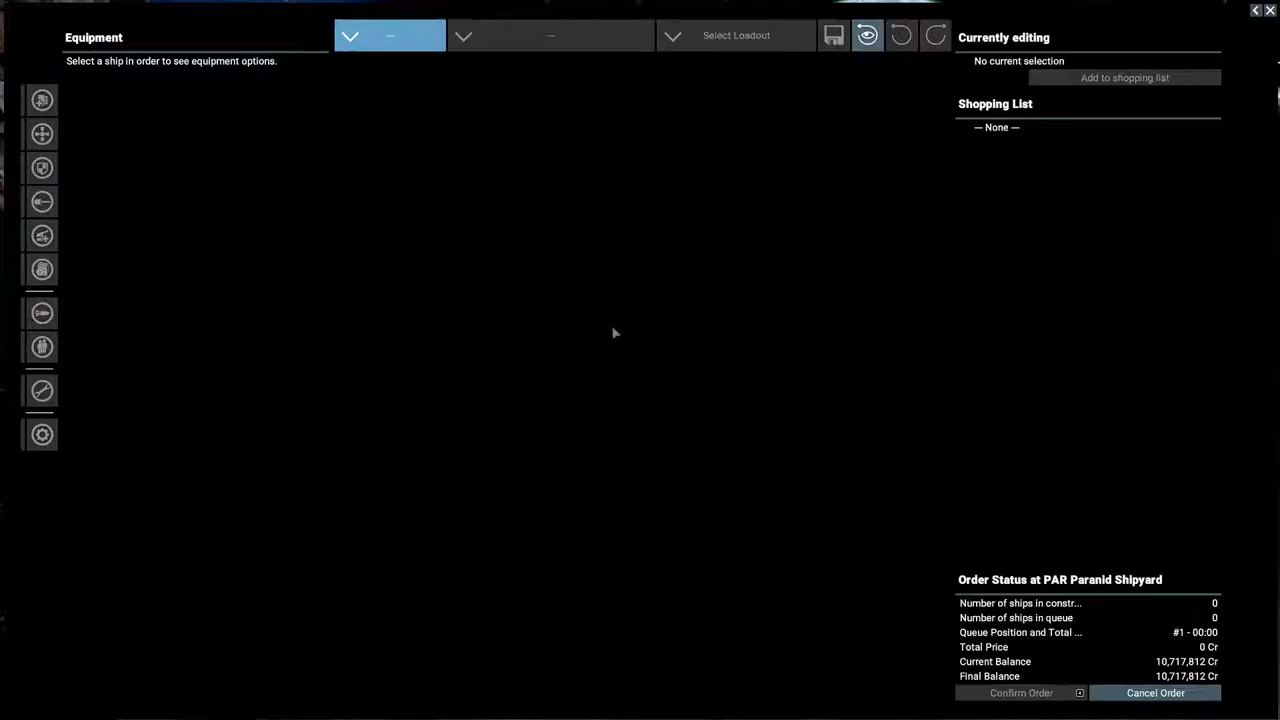 Equipment
Select a ship in order to see equipment options.
—
—
Select Loadout
Currently editing
No current selection
Add to shopping list
Shopping List
— None —
Order Status at PAR Paranid Shipyard
Number of ships in constr... 0
Number of ships in queue 0
Queue Position and Total ... #1 - 00:00
Total Price 0 Cr
Current Balance 10,717,812 Cr
Final Balance 10,717,812 Cr
Confirm Order
Cancel Order